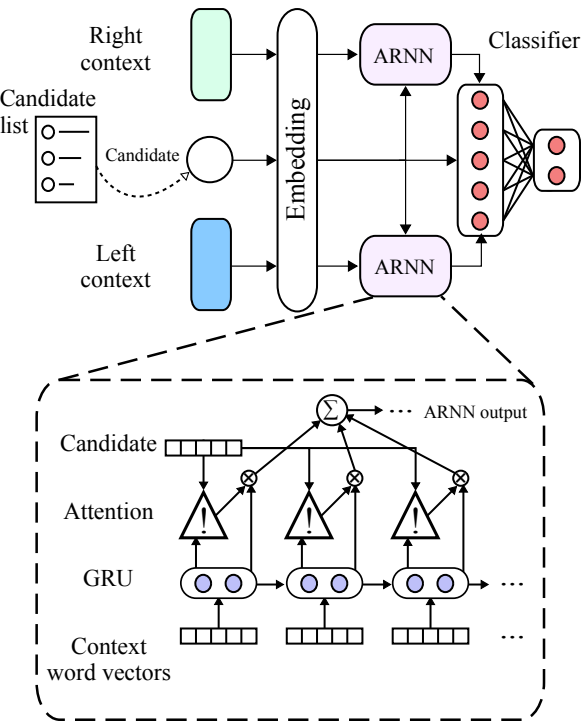 Right
context
Classifier
ARNN
Candidate
list
Candidate
Embedding
Left
context
ARNN
Σ
... ARNN output
Candidate
Attention
! ! !
GRU
...
Context
word vectors
...